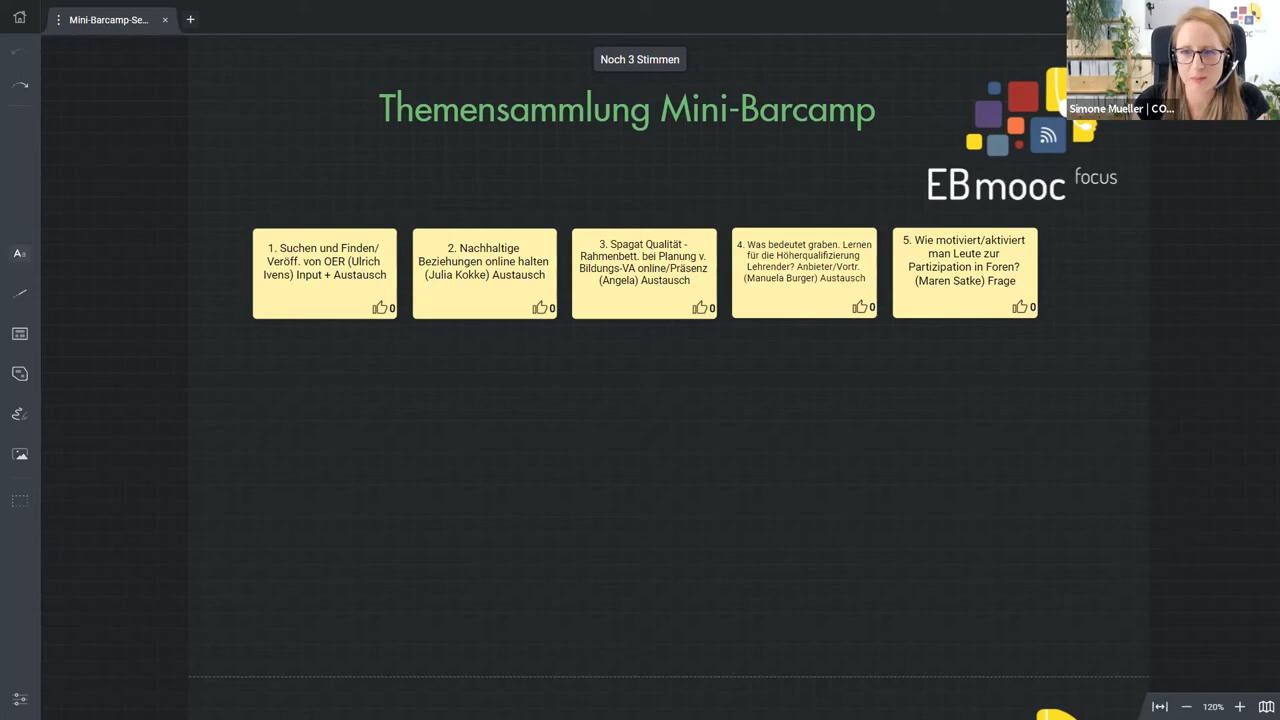 Mini-Barcamp-Se...
Noch 3 Stimmen
Themensammlung Mini-Barcamp
Simone Mueller | CO...
EBmooc focus
1. Suchen und Finden/
Veröff. von OER (Ulrich
Ivens) Input + Austausch
0
2. Nachhaltige
Beziehungen online halten
(Julia Kokke) Austausch
0
3. Spagat Qualität -
Rahmenbett. bei Planung v.
Bildungs-VA online/Präsenz
(Angela) Austausch
0
4. Was bedeutet graben. Lernen
für die Höherqualifizierung
Lehrender? Anbieter/Vortr.
(Manuela Burger) Austausch
0
5. Wie motiviert/aktiviert
man Leute zur
Partizipation in Foren?
(Maren Satke) Frage
0
Aa
120%